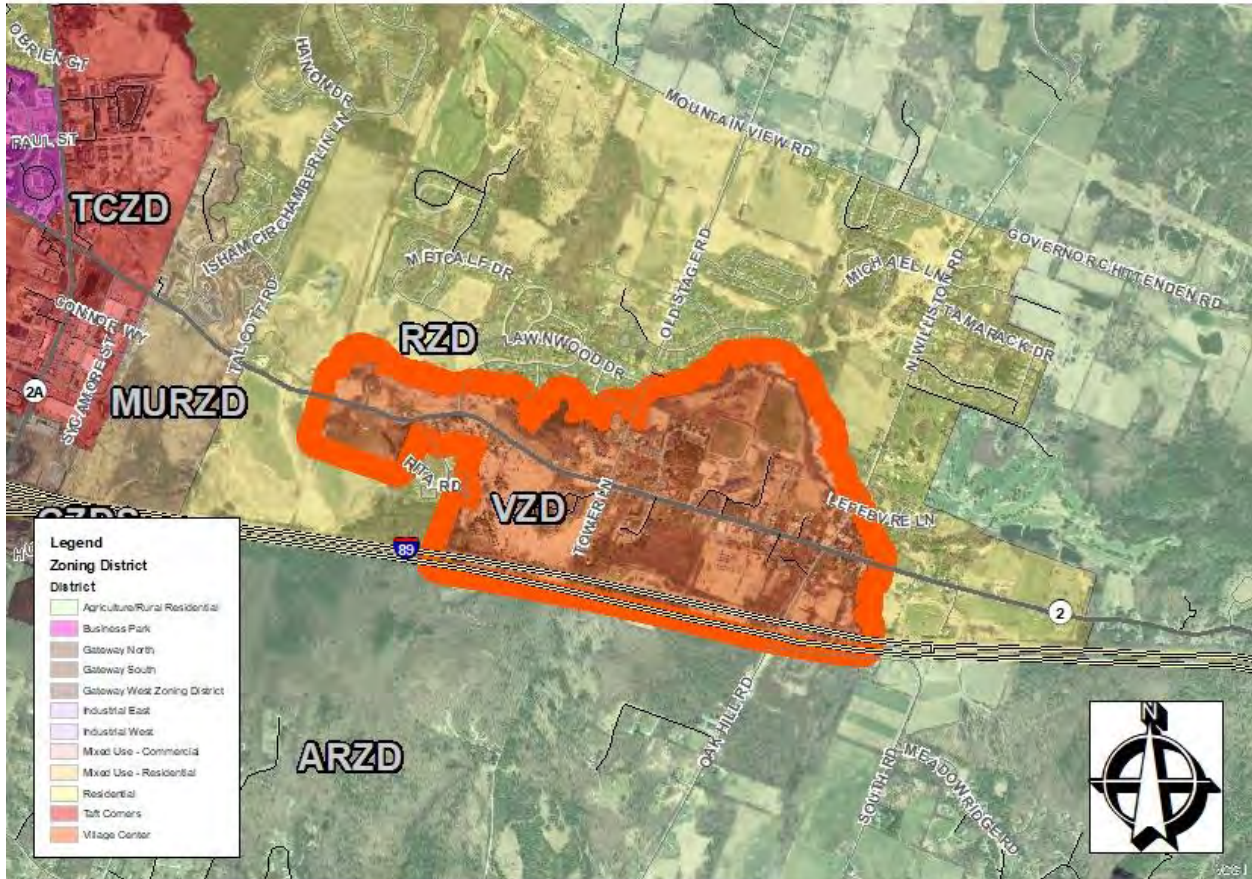 O'BRIEN CT
HANON DR
PAUL ST
CHAMBERLIN LN
MOUNTAIN VIEW RD
TCZD
ISHAM CIR
METCALF DR
OLD STAGE RD
MICHAEL LN
N WILLISTON RD
GOVERNOR CHITTENDEN RD
TAMARACK DR
CONNOR WY
TALCOTT RD
RZD
LAWNWOOD DR
2A
SYCAMORE ST
MURZD
RITA RD
VZD
TOWER LN
LEFEBVRE LN
89
2
OAK HILL RD
SOUTH RD
MEADOWRIDGE RD
ARZD
Legend
Zoning District
District
Agriculture/Rural Residential
Business Park
Gateway North
Gateway South
Gateway West Zoning District
Industrial East
Industrial West
Mixed Use - Commercial
Mixed Use - Residential
Residential
Taft Corners
Village Center
N
VCGI